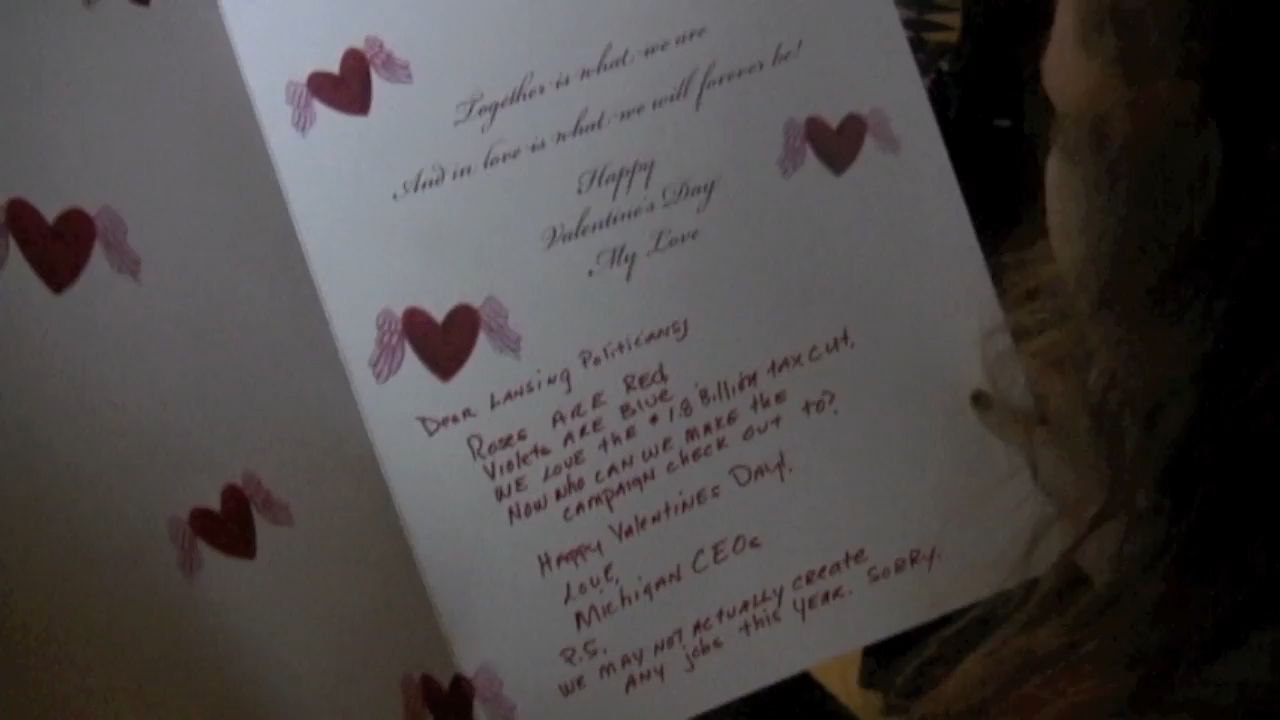 Together is what we are
And in love is what we will forever be!
Happy
Valentine's Day
My Love
Dear Lansing Politicans,
Roses ARE Red
Violets ARE Blue
WE LOVE the $1.8 Billion tax cut,
Now who CAN WE MAKE the
CAMPAIGN CHECK OUT to?
Happy Valentines Day!
Love,
Michigan CEOs
P.S.
WE MAY NOT ACTUALLY CREATE
ANY jobs this YEAR. SORRY.